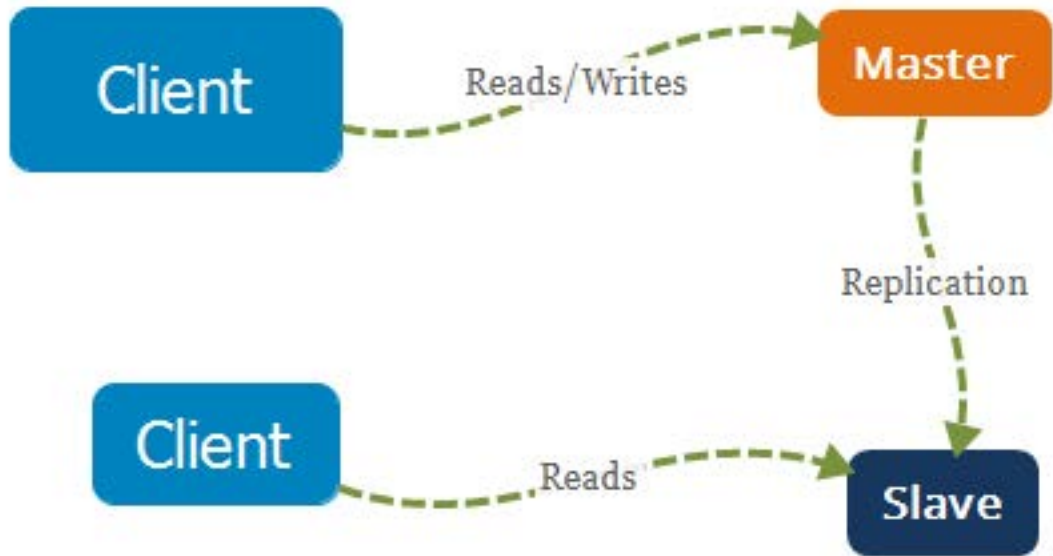 Client
Reads/Writes
Master
Replication
Client
Reads
Slave